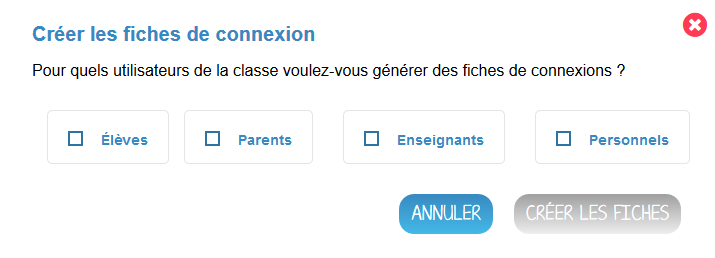 Créer les fiches de connexion
Pour quels utilisateurs de la classe voulez-vous générer des fiches de connexions ?
Élèves
Parents
Enseignants
Personnels
ANNULER
CRÉER LES FICHES